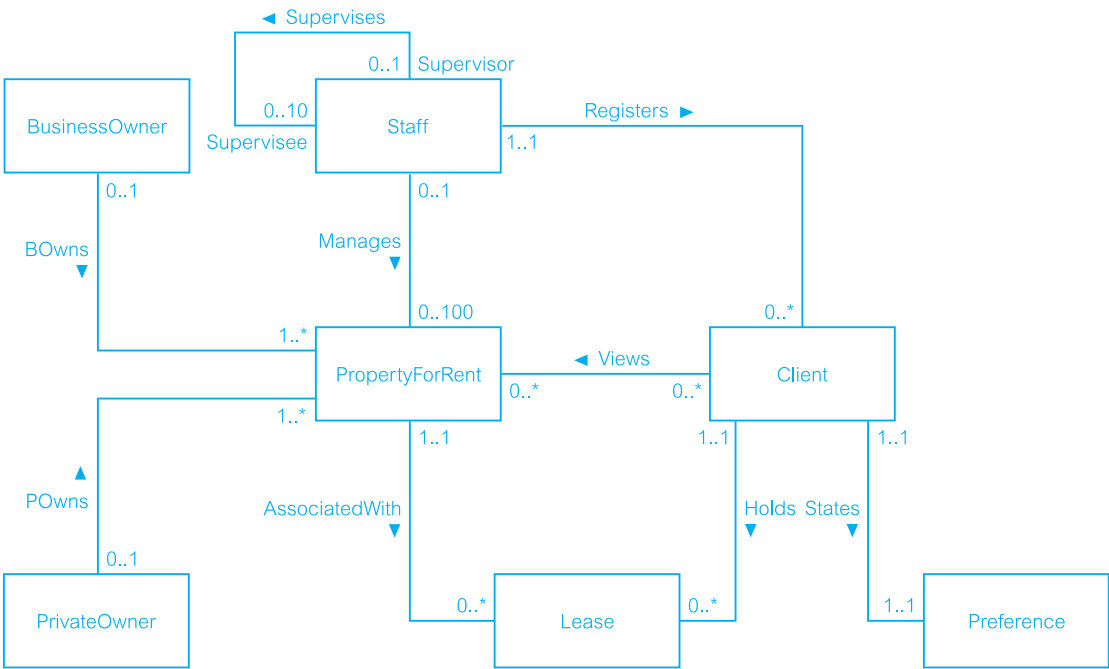 ◄ Supervises
0..1 Supervisor
BusinessOwner
0..10
Staff
Registers ►
Supervisee
1..1
0..1
0..1
BOwns
▼
Manages
▼
0..100
0..*
1..*
PropertyForRent
◄ Views
Client
0..*
0..*
1..*
1..1
1..1
1..1
▲
POwns
AssociatedWith
▼
Holds
▼
States
▼
0..1
PrivateOwner
0..*
Lease
0..*
1..1
Preference